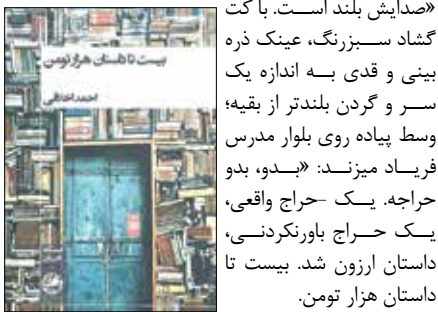 «صدایش بلند است. با کت
گشاد سبزرنگ، عینک ذره
بینی و قدی به اندازه یک
سر و گردن بلندتر از بقیه؛
وسط پیاده روی بلوار مدرس
فریاد میزند: «بدو، بدو
حراجه. یک -حراج واقعی،
یک حراج باورنکردنی،
داستان ارزون شد. بیست تا
داستان هزار تومن.
بیست تا داستان هزار تومن
احمد اخلاقی